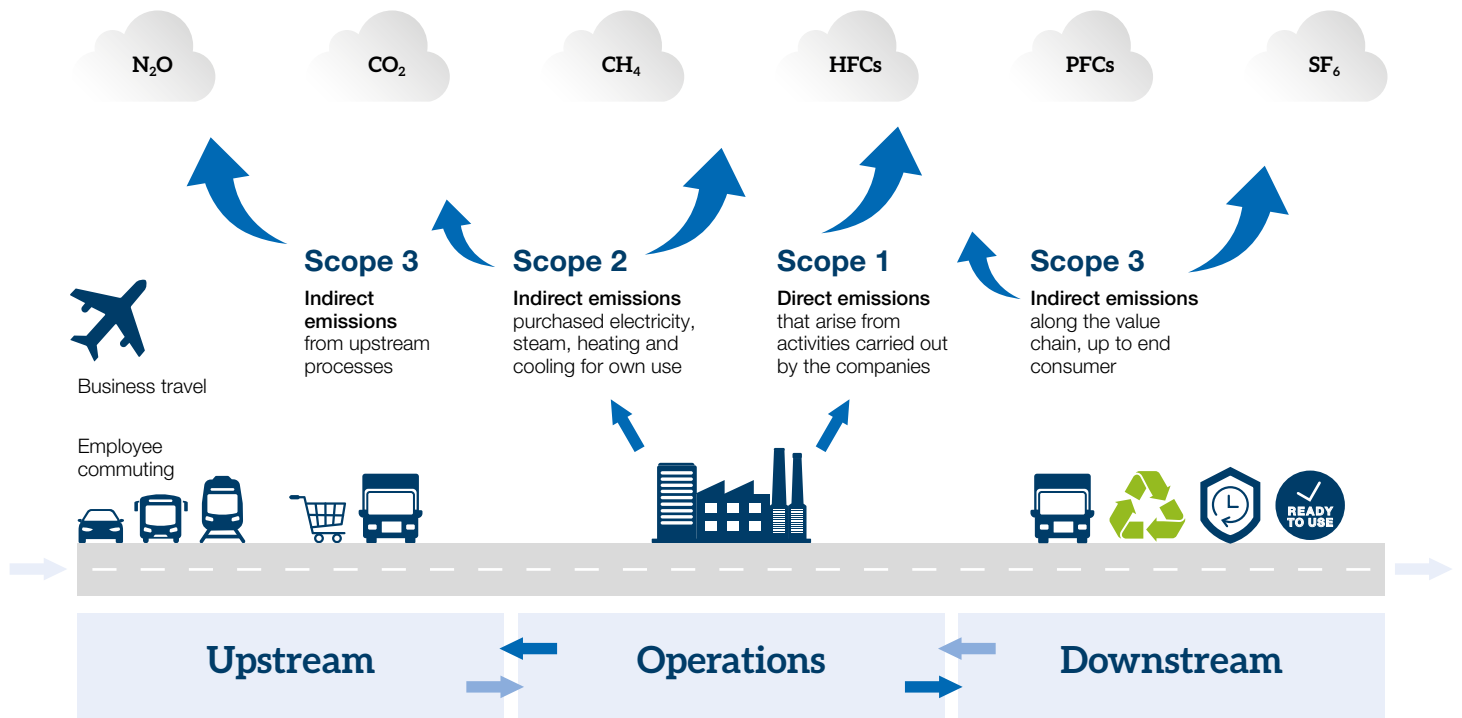 N₂O
CO₂
CH₄
HFCs
PFCs
SF₆
Scope 3
Indirect
emissions
from upstream
processes
Scope 2
Indirect emissions
purchased electricity,
steam, heating and
cooling for own use
Scope 1
Direct emissions
that arise from
activities carried out
by the companies
Scope 3
Indirect emissions
along the value
chain, up to end
consumer
Business travel
Employee
commuting
READY
TO USE
Upstream
Operations
Downstream